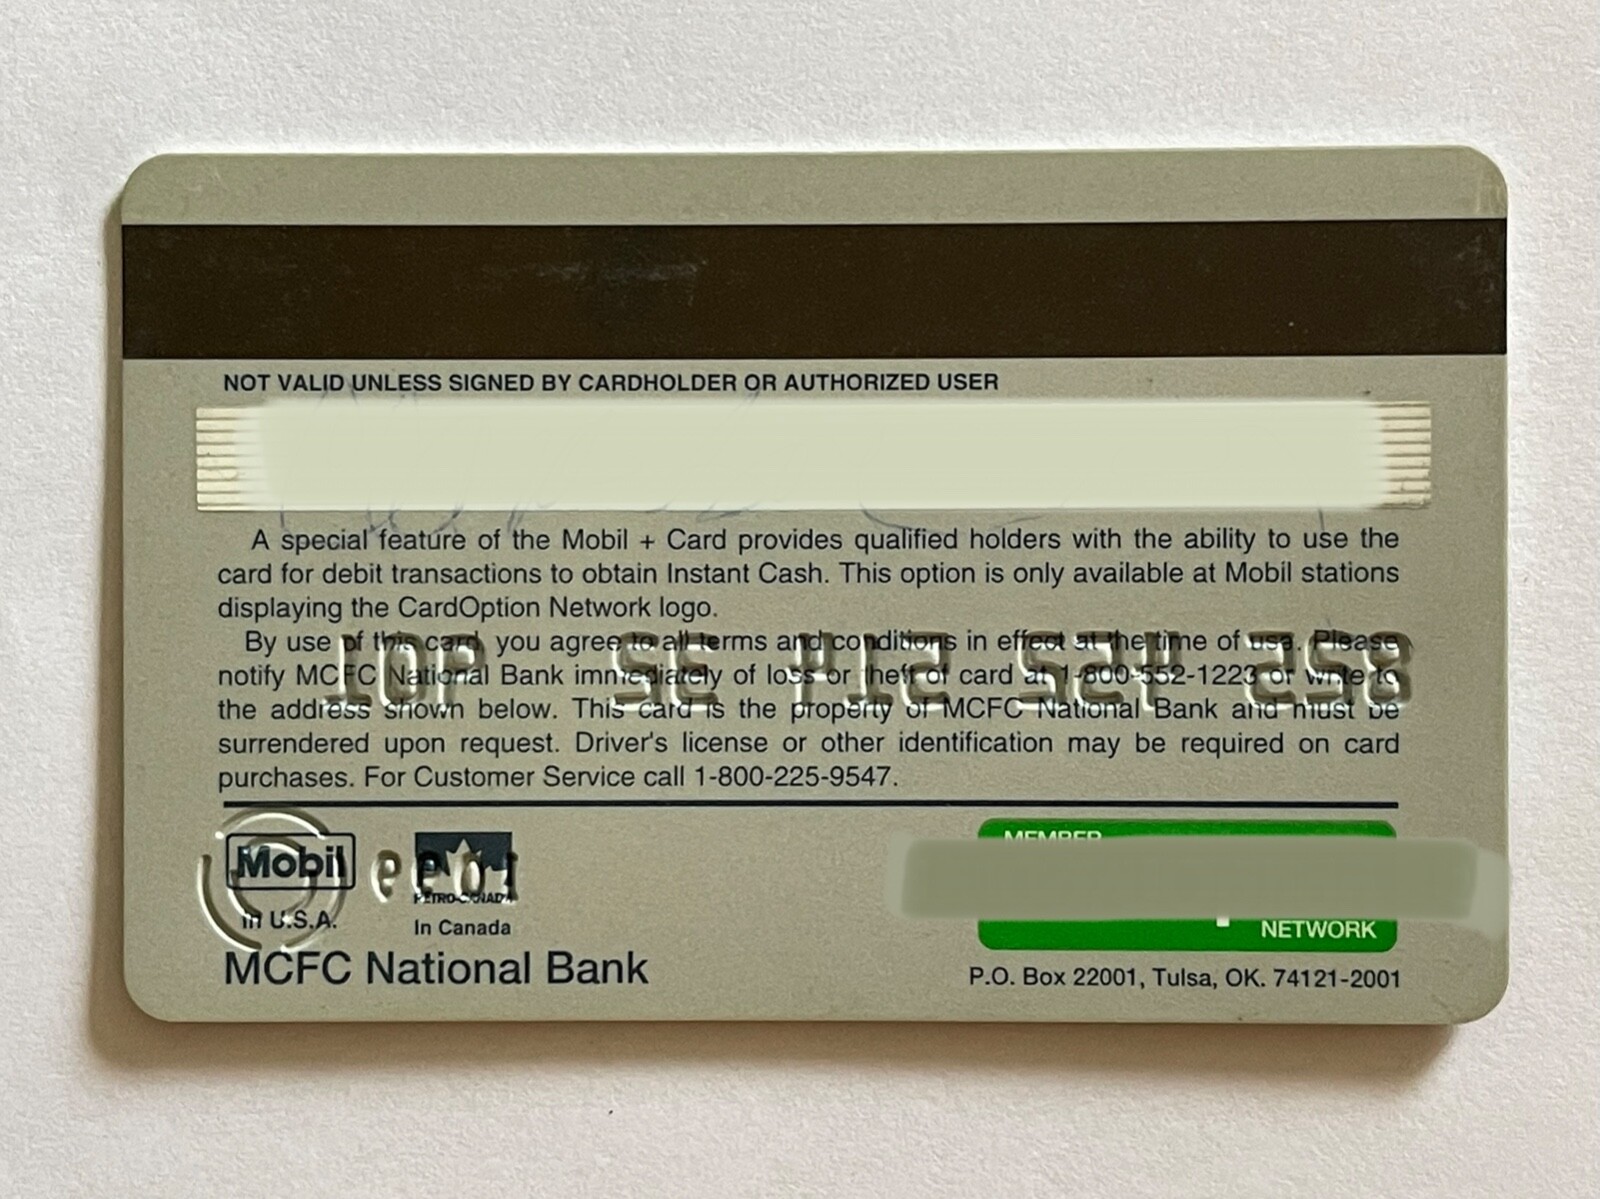 NOT VALID UNLESS SIGNED BY CARDHOLDER OR AUTHORIZED USER
A special feature of the Mobil + Card provides qualified holders with the ability to use the
card for debit transactions to obtain Instant Cash. This option is only available at Mobil stations
displaying the CardOption Network logo.
By use of this card you agree to all terms and conditions in effect at the time of use. Please
notify MCFC National Bank immediately of loss or theft of card at 1-800-552-1223 or write to
the address shown below. This card is the property of MCFC National Bank and must be
surrendered upon request. Driver's license or other identification may be required on card
purchases. For Customer Service call 1-800-225-9547.
Mobil
in U.S.A.
PETRO-CANADA
In Canada
MCFC National Bank
MEMBER
NETWORK
P.O. Box 22001, Tulsa, OK. 74121-2001